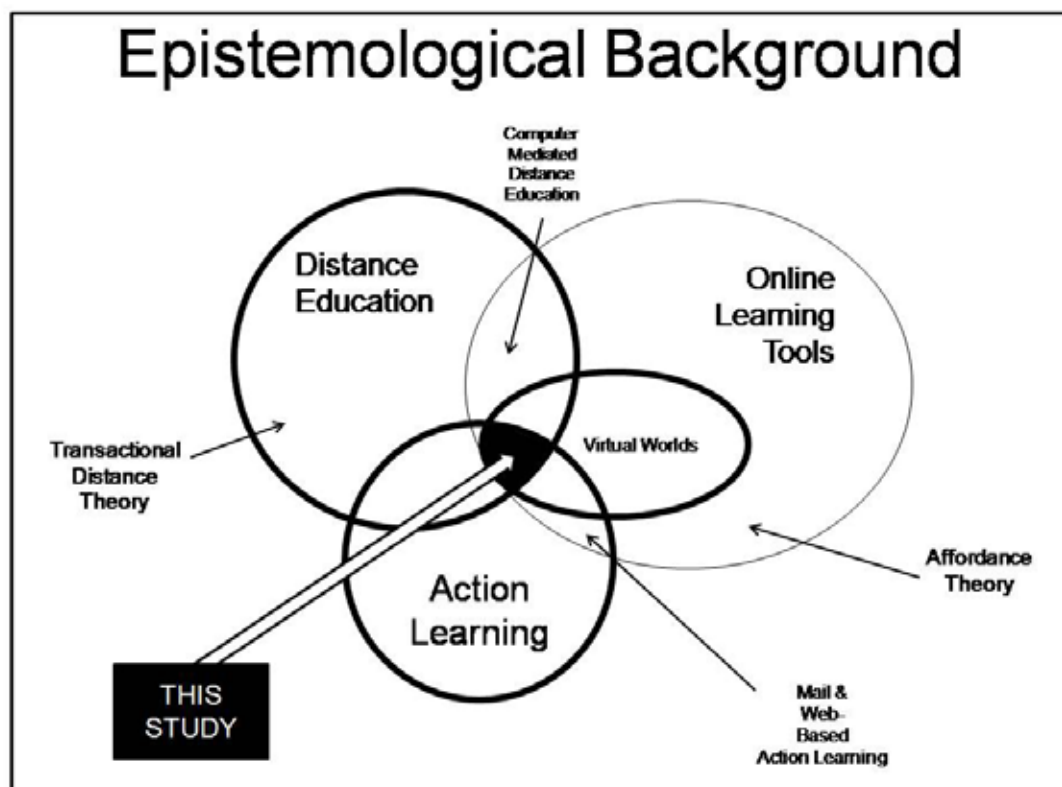 Epistemological Background
Computer
Mediated
Distance
Education
Distance
Education
Online
Learning
Tools
Transactional
Distance
Theory
Virtual Worlds
Affordance
Theory
Action
Learning
THIS
STUDY
Mail &
Web-
Based
Action Learning